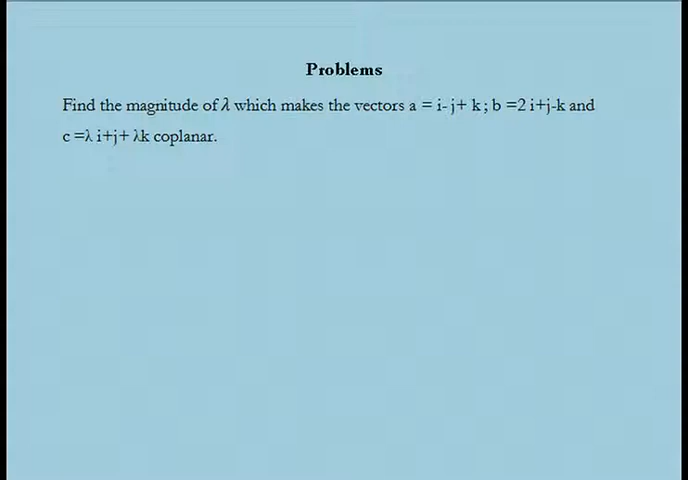 Problems
Find the magnitude of λ which makes the vectors a = i- j+ k ; b =2 i+j-k and
c =λ i+j+ λk coplanar.